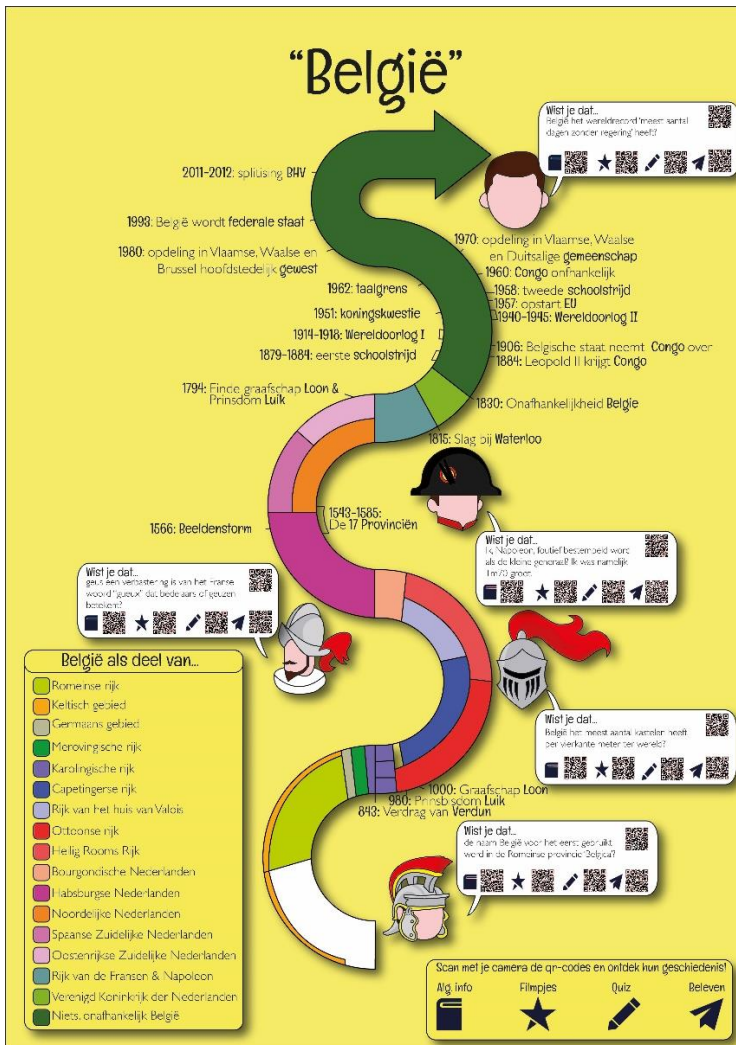 “België”
Wist je dat...
België het wereldrecord 'meest aantal
dagen zonder regering' heeft?
2011-2012: splitsing BHV
1993: België wordt federale staat
1980: opdeling in Vlaamse, Waalse en
Brussel hoofdstedelijk gewest
1970: opdeling in Vlaamse, Waalse
en Duitsalige gemeenschap
1960: Congo onfhankelijk
1962: taalgrens
1958: tweede schoolstrijd
1957: opstart EU
1951: koningskwestie
1940-1945: Wereldoorlog II
1914-1918: Wereldoorlog I
1906: Belgische staat neemt Congo over
1879-1884: eerste schoolstrijd
1884: Leopold II krijgt Congo
1794: Einde graafschap Loon &
Prinsdom Luik
1830: Onafhankelijkheid Belgie
1815: Slag bij Waterloo
1543-1585:
De 17 Provinciën
1566: Beeldenstorm
Wist je dat...
Ik, Napoleon, foutief bestempeld word
als de kleine generaal? Ik was namelijk
1m70 groot.
Wist je dat...
geus een verbastering is van het Franse
woord "gueux" dat bedelaars of geuzen
betekent?
België als deel van...
Romeinse rijk
Keltisch gebied
Germaans gebied
Merovingische rijk
Karolingische rijk
Capetingerse rijk
Rijk van het huis van Valois
Ottoonse rijk
Heilig Rooms Rijk
Bourgondische Nederlanden
Habsburgse Nederlanden
Noordelijke Nederlanden
Spaanse Zuidelijke Nederlanden
Oostenrijkse Zuidelijke Nederlanden
Rijk van de Fransen & Napoleon
Verenigd Koninkrijk der Nederlanden
Niets, onafhankelijk België
Wist je dat...
België het meest aantal kastelen heeft
per vierkante meter ter wereld?
1000: Graafschap Loon
980: Prinsbisdom Luik
843: Verdrag van Verdun
Wist je dat...
de naam België voor het eerst gebruikt
werd in de Romeinse provincie 'Belgica'?
Scan met je camera de qr-codes en ontdek hun geschiedenis!
Alg. info
Filmpjes
Quiz
Beleven